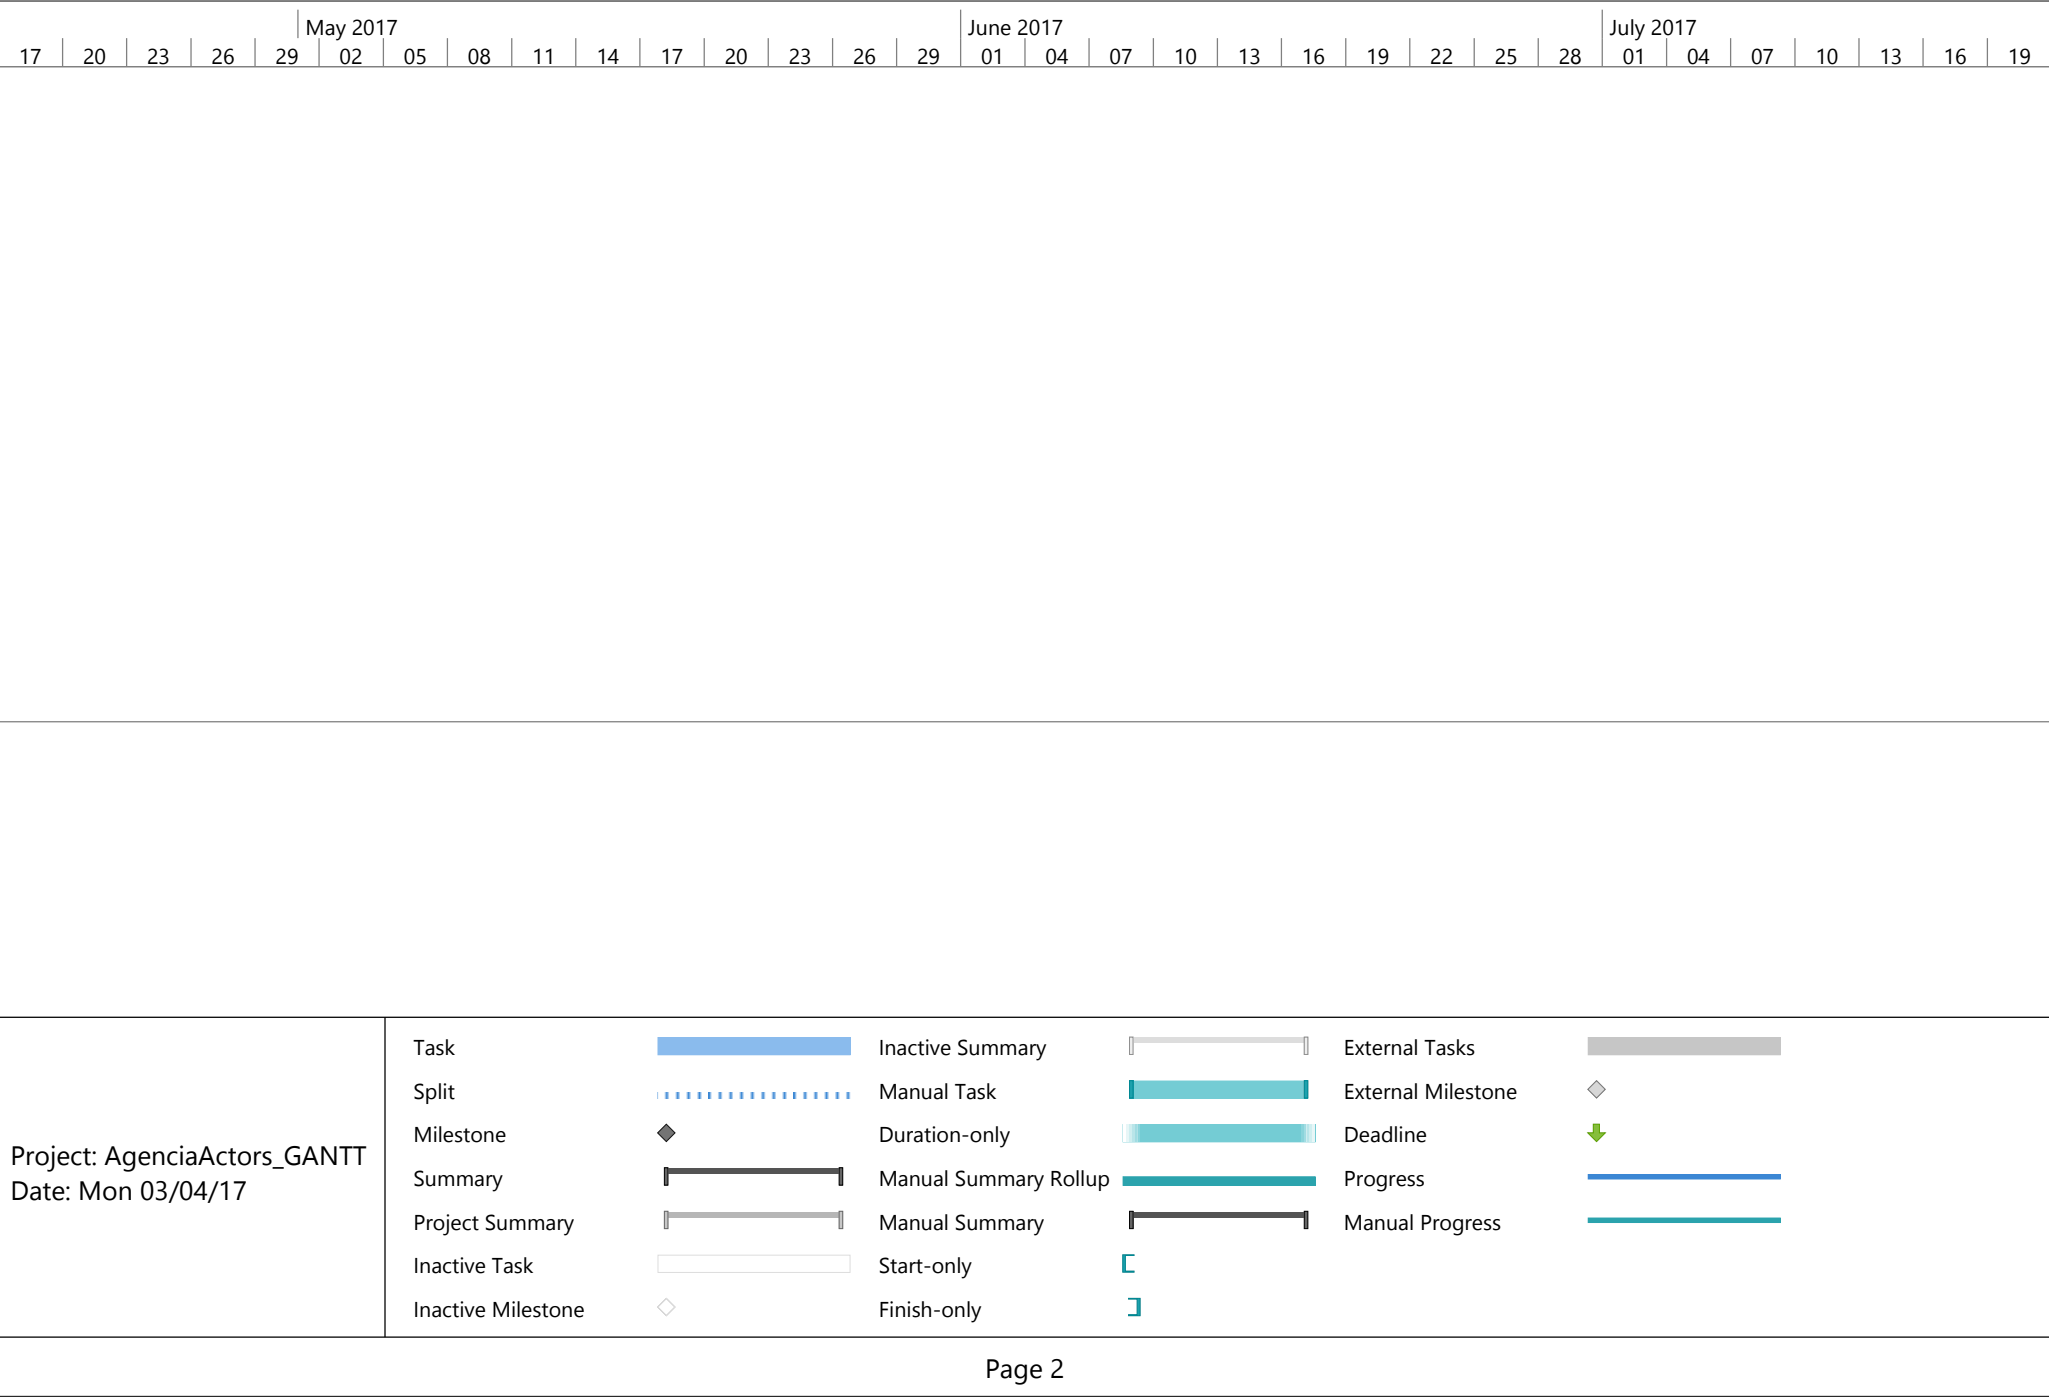 May 2017 June 2017 July 2017
17 20 23 26 29 02 05 08 11 14 17 20 23 26 29 01 04 07 10 13 16 19 22 25 28 01 04 07 10 13 16 19
Project: AgenciaActors_GANTT
Date: Mon 03/04/17
Task
Split
Milestone
Summary
Project Summary
Inactive Task
Inactive Milestone
Inactive Summary
Manual Task
Duration-only
Manual Summary Rollup
Manual Summary
Start-only
Finish-only
External Tasks
External Milestone
Deadline
Progress
Manual Progress
Page 2